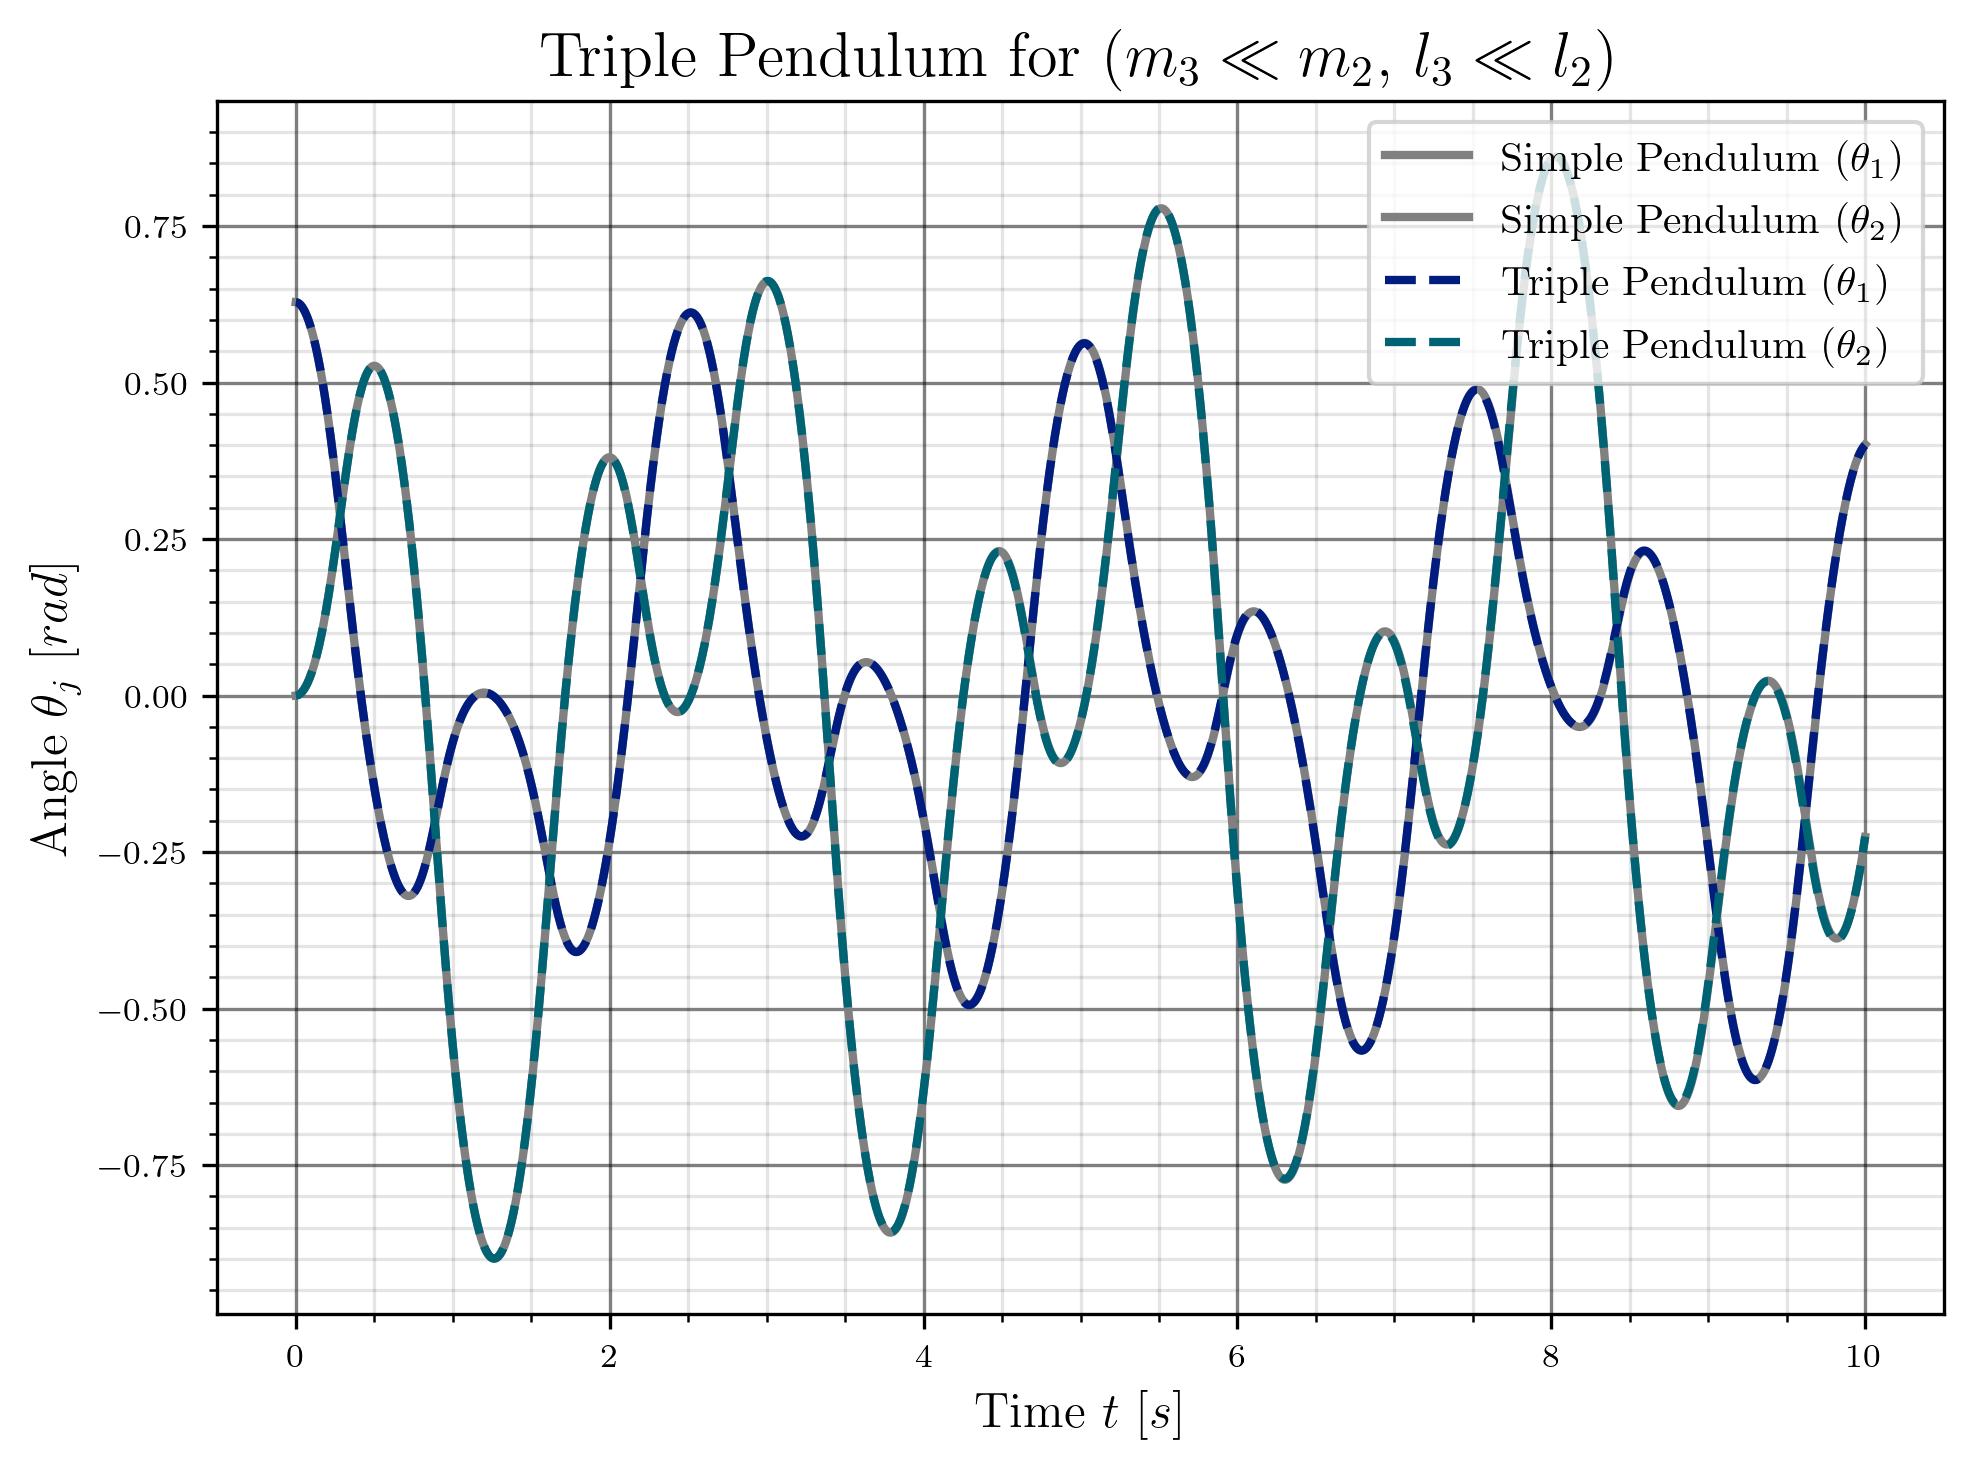 Triple Pendulum for (m₃ ≪ m₂, l₃ ≪ l₂)
Simple Pendulum (θ₁)
Simple Pendulum (θ₂)
Triple Pendulum (θ₁)
Triple Pendulum (θ₂)
Angle θⱼ [rad]
0.75
0.50
0.25
0.00
−0.25
−0.50
−0.75
0 2 4 6 8 10
Time t [s]